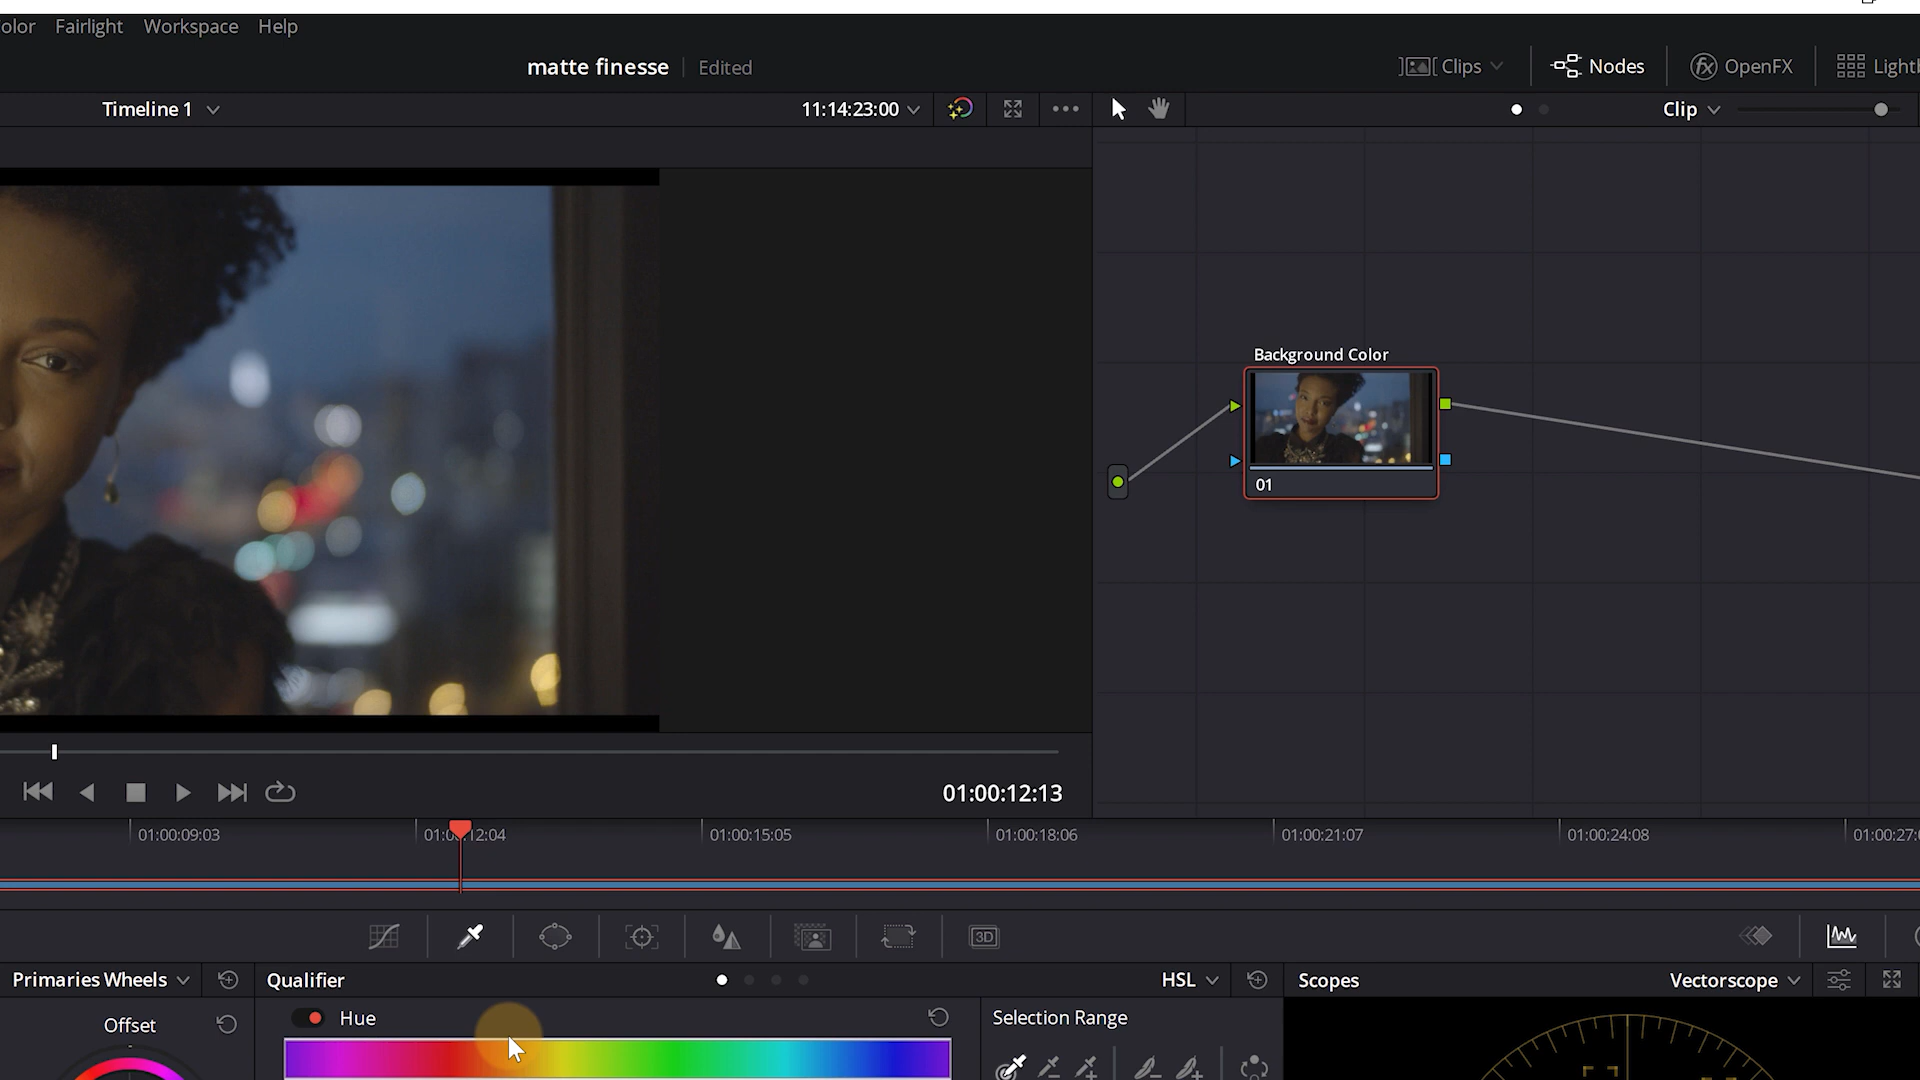 olor Fairlight Workspace Help
matte finesse Edited
Clips Nodes fx OpenFX Light
Timeline 1 11:14:23:00 Clip
Background Color
01
01:00:12:13
01:00:09:03 01:00:12:04 01:00:15:05 01:00:18:06 01:00:21:07 01:00:24:08 01:00:27:
3D
Primaries Wheels Qualifier HSL Scopes Vectorscope
Offset Hue Selection Range